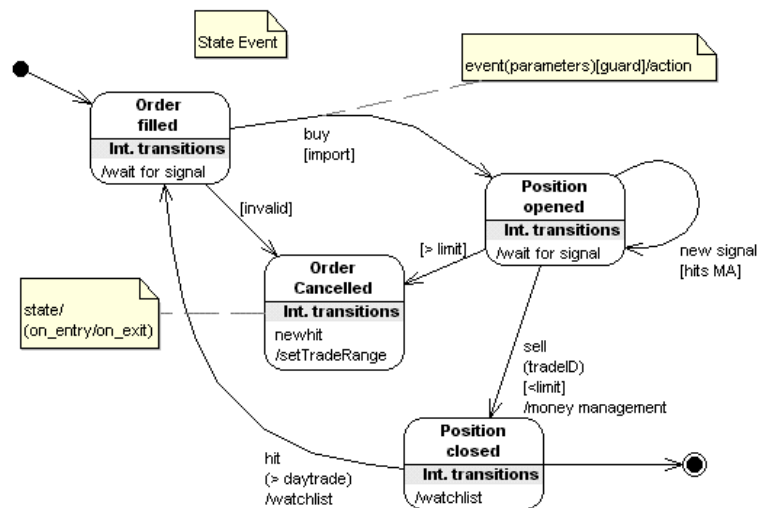 State Event
event(parameters)[guard]/action
Order
filled
Int. transitions
/wait for signal
buy
[import]
Position
opened
Int. transitions
/wait for signal
new signal
[hits MA]
[invalid]
[> limit]
Order
Cancelled
Int. transitions
newhit
/setTradeRange
state/
(on_entry/on_exit)
sell
(tradeID)
[<limit]
/money management
Position
closed
Int. transitions
/watchlist
hit
(> daytrade)
/watchlist